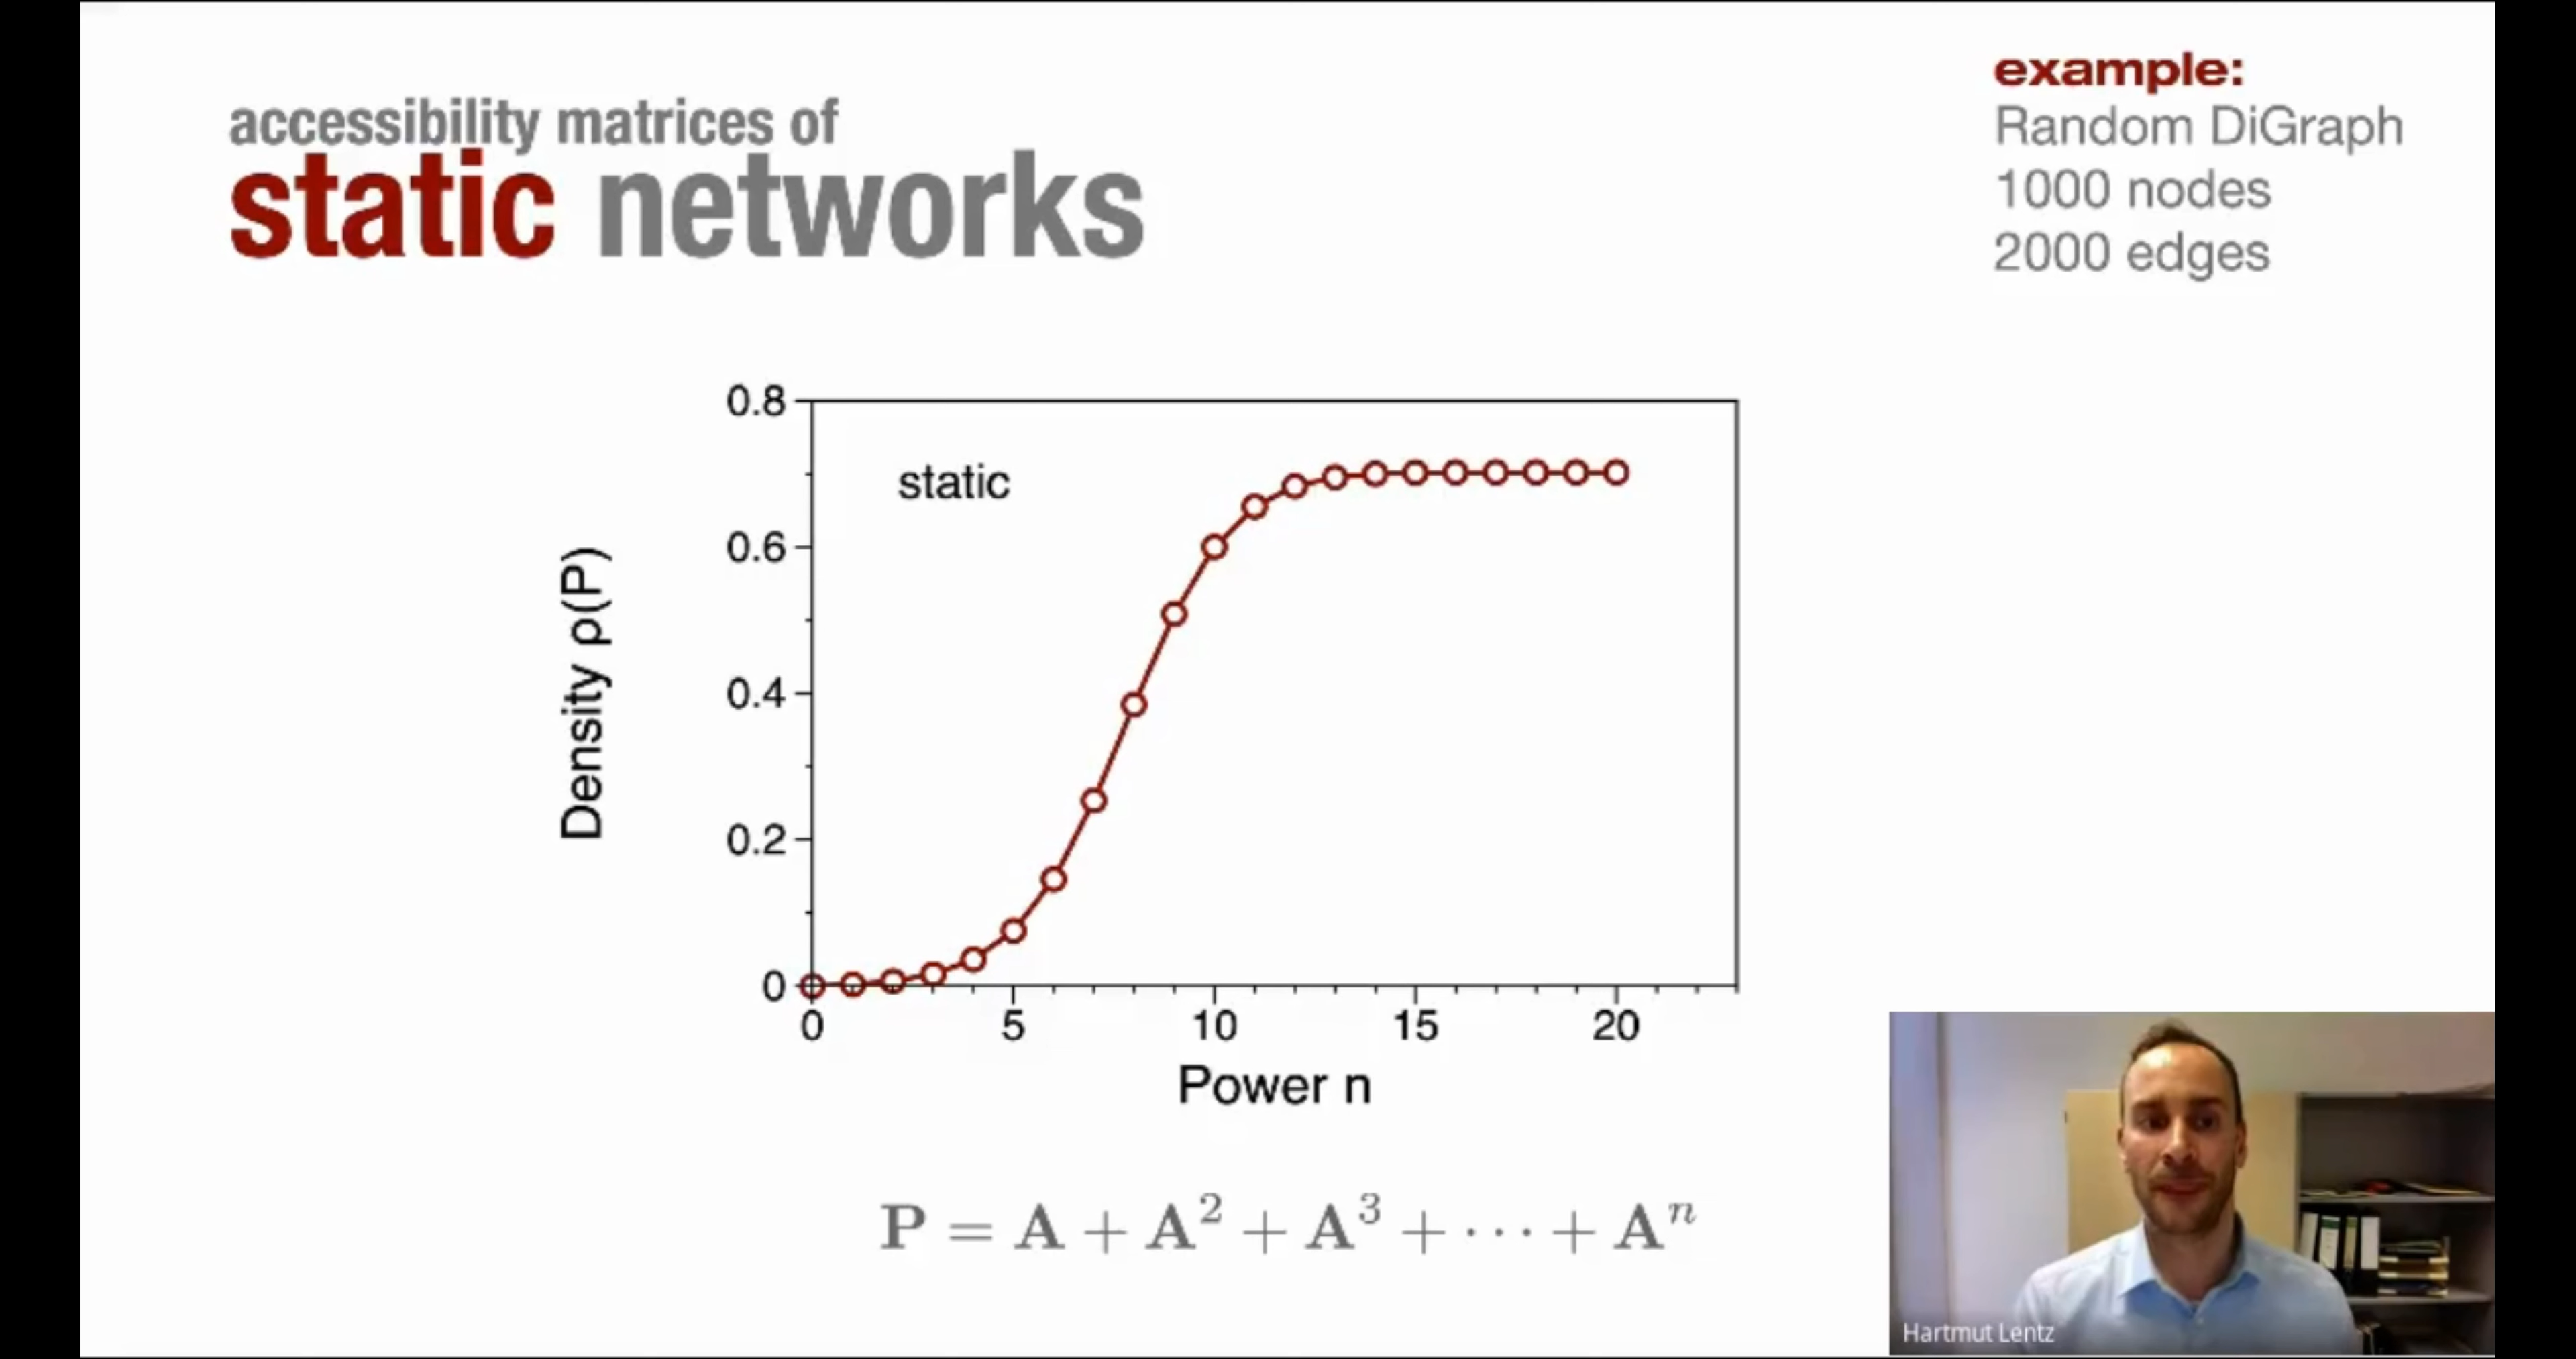 accessibility matrices of
static networks
example:
Random DiGraph
1000 nodes
2000 edges
0.8
0.6
0.4
0.2
0
static
Density ρ(P)
0 5 10 15 20
Power n
P = A + A² + A³ + ⋯ + Aⁿ
Hartmut Lentz